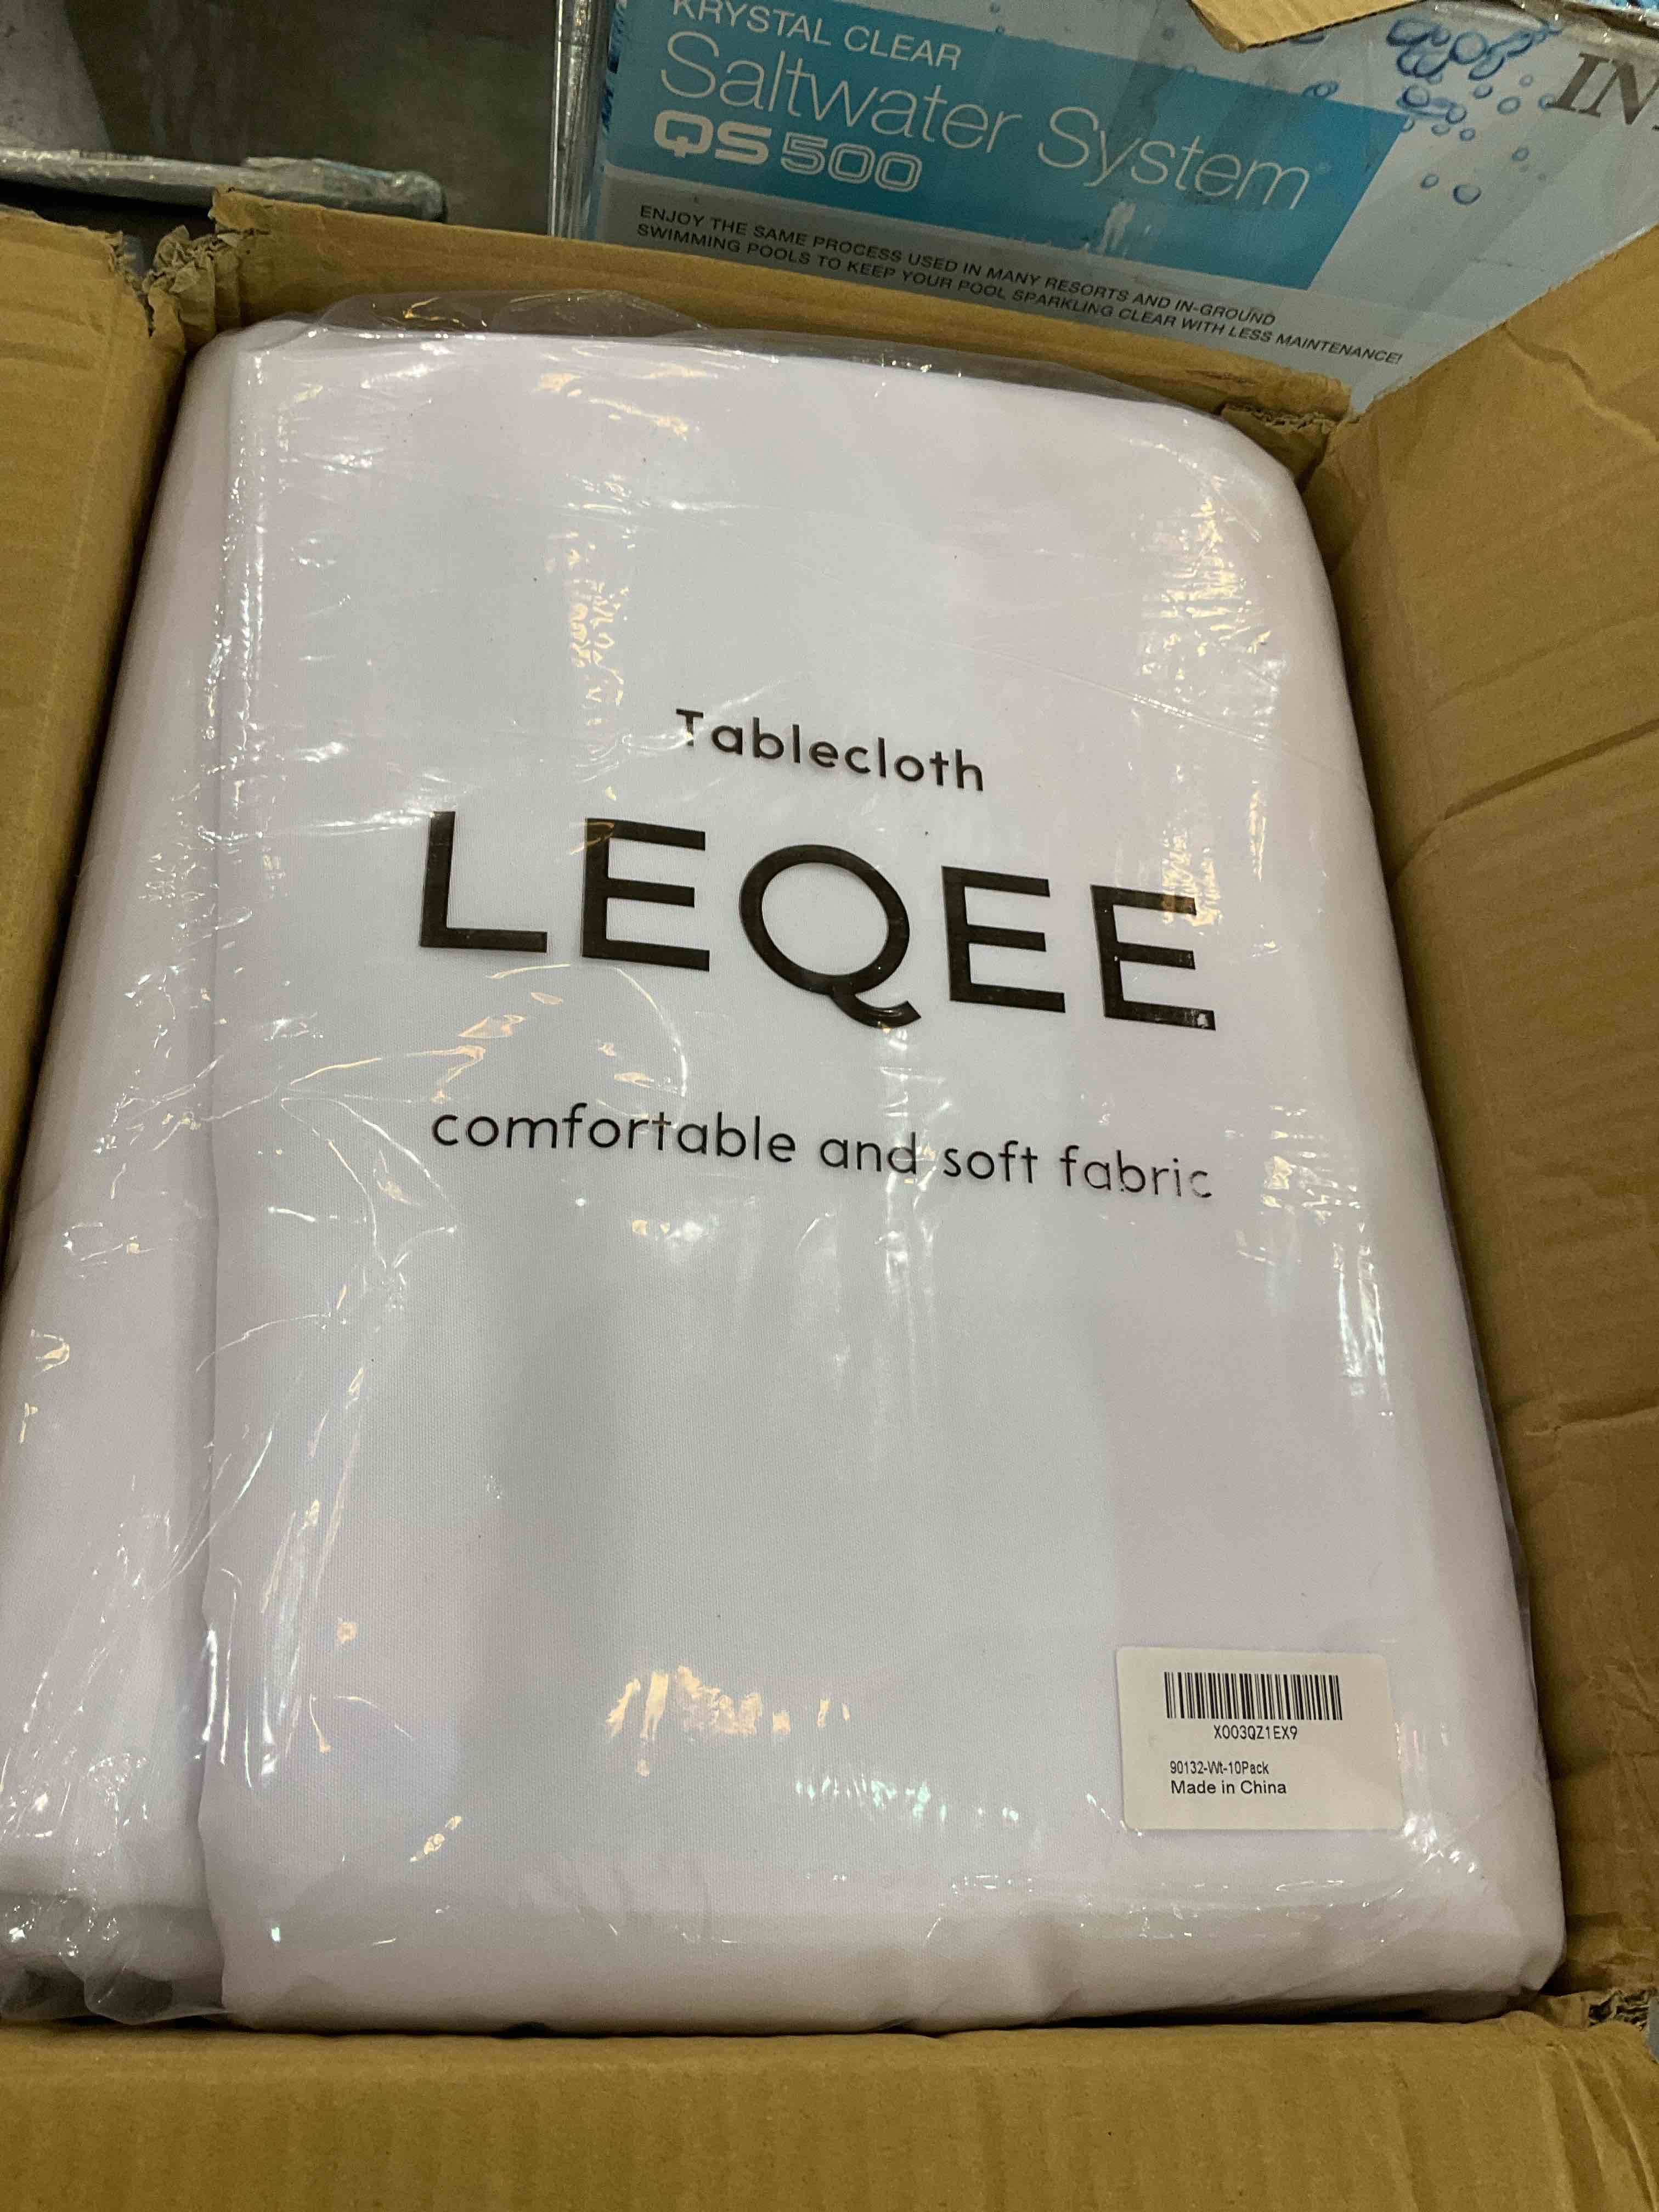 KRYSTAL CLEAR
Saltwater System
QS500
ENJOY THE SAME PROCESS USED IN MANY RESORTS AND IN-GROUND
SWIMMING POOLS TO KEEP YOUR POOL SPARKLING CLEAR WITH LESS MAINTENANCE!
Tablecloth
LEQEE
comfortable and soft fabric
X003QZ1EX9
90132-Wt-10Pack
Made in China